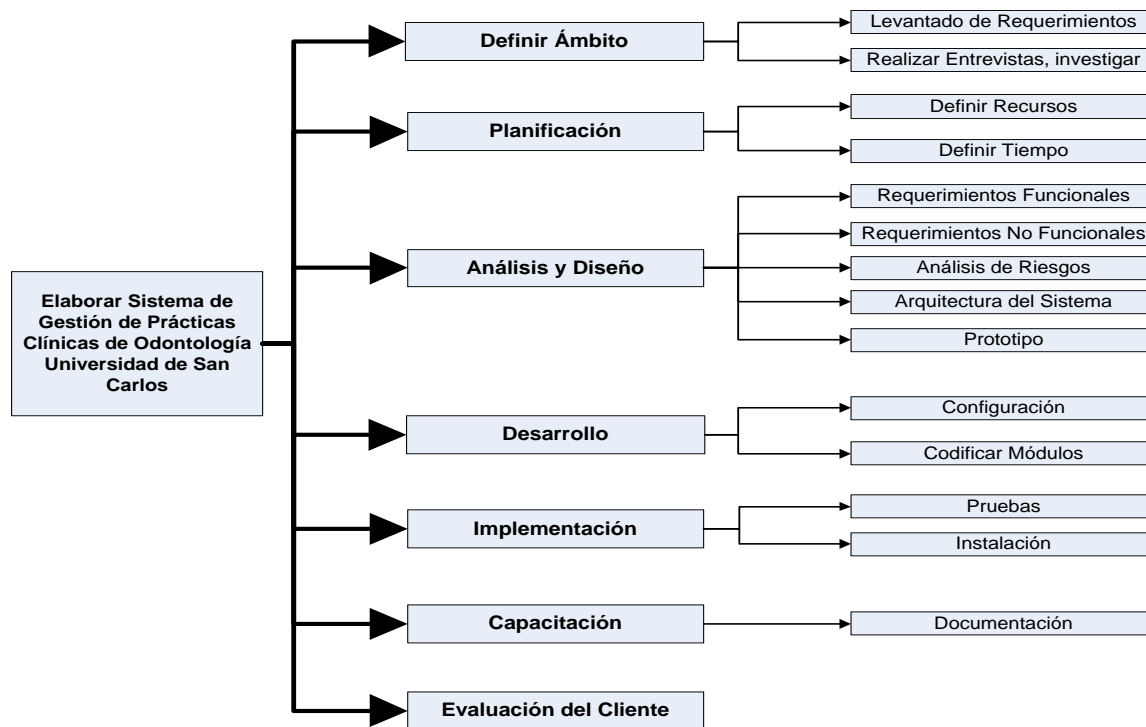 Elaborar Sistema de
Gestión de Prácticas
Clínicas de Odontología
Universidad de San
Carlos
Definir Ámbito
Levantado de Requerimientos
Realizar Entrevistas, investigar
Planificación
Definir Recursos
Definir Tiempo
Análisis y Diseño
Requerimientos Funcionales
Requerimientos No Funcionales
Análisis de Riesgos
Arquitectura del Sistema
Prototipo
Desarrollo
Configuración
Codificar Módulos
Implementación
Pruebas
Instalación
Capacitación
Documentación
Evaluación del Cliente